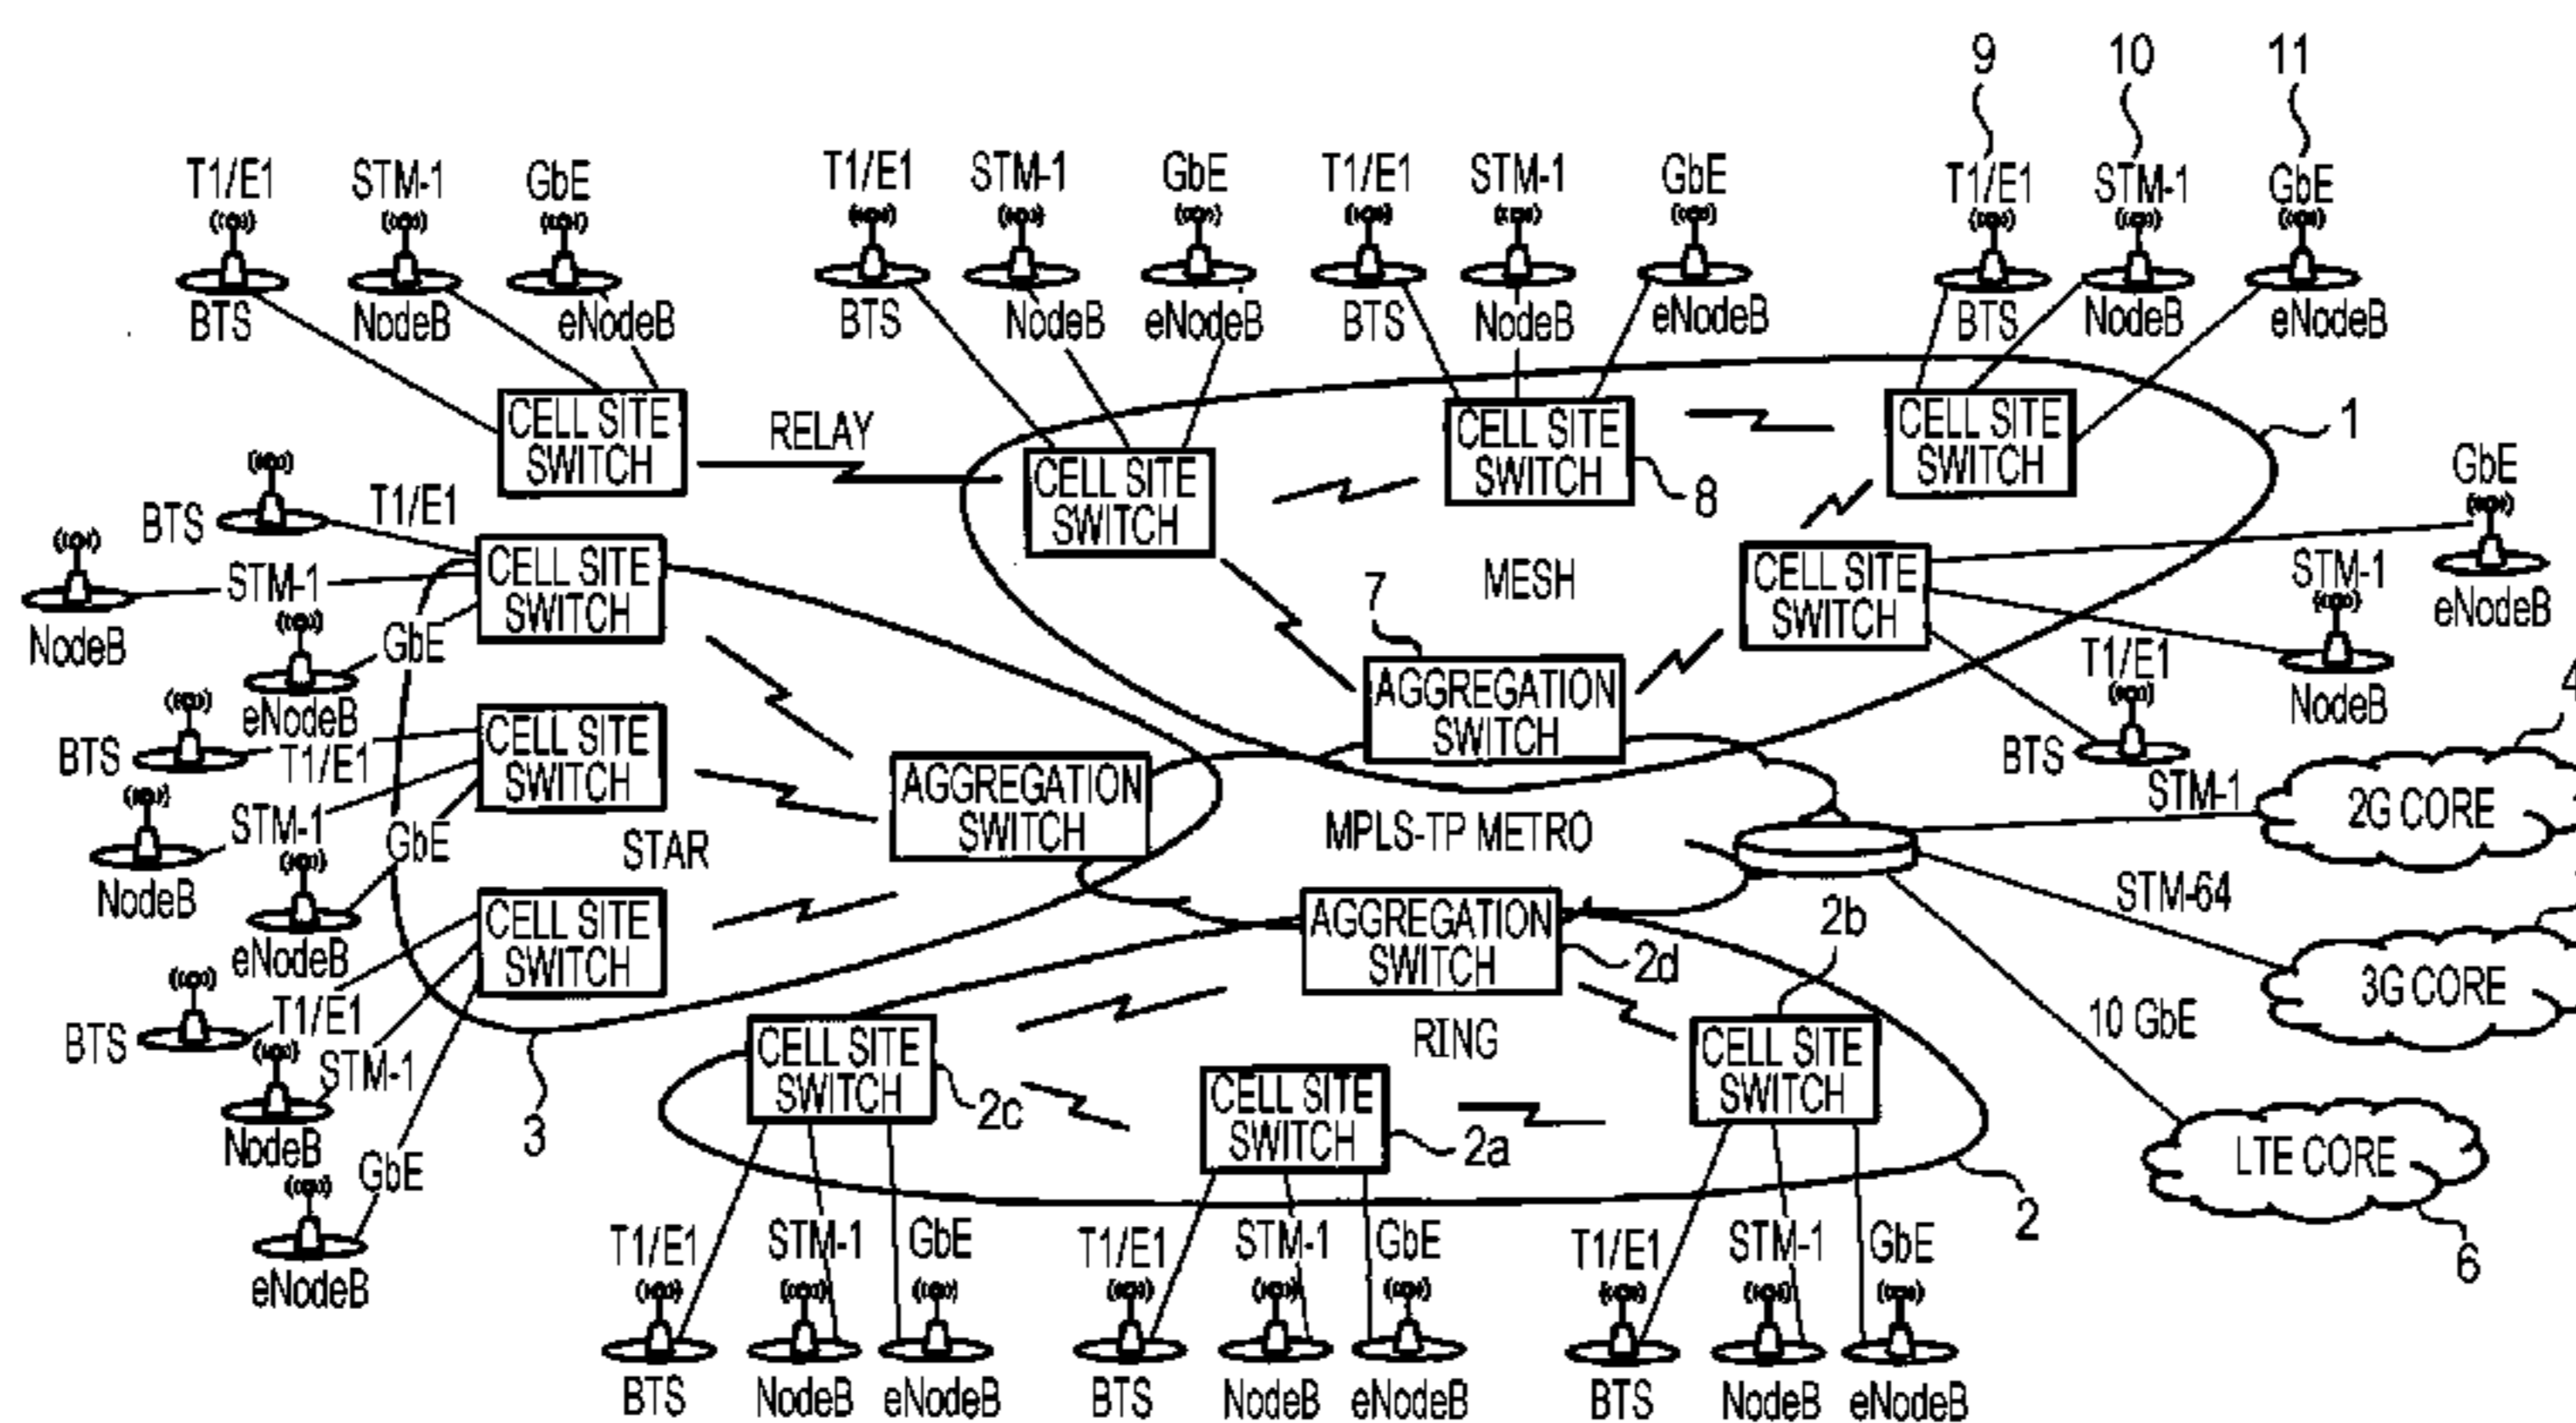 9 10 11
T1/E1 STM-1 GbE T1/E1 STM-1 GbE T1/E1 STM-1 GbE T1/E1 STM-1 GbE
BTS NodeB eNodeB BTS NodeB eNodeB BTS NodeB eNodeB BTS NodeB eNodeB
CELL SITE
SWITCH
RELAY
CELL SITE
SWITCH
CELL SITE
SWITCH
8
CELL SITE
SWITCH
1
BTS
T1/E1
NodeB
STM-1
eNodeB
GbE
CELL SITE
SWITCH
MESH
CELL SITE
SWITCH
GbE
eNodeB
STM-1
NodeB
T1/E1
BTS
7
AGGREGATION
SWITCH
BTS
T1/E1
NodeB
STM-1
eNodeB
GbE
CELL SITE
SWITCH
STAR
AGGREGATION
SWITCH
MPLS-TP METRO
STM-1
2G CORE
STM-64
3G CORE
10 GbE
LTE CORE
6
BTS
T1/E1
NodeB
STM-1
eNodeB
GbE
CELL SITE
SWITCH
3
AGGREGATION
SWITCH
2d
2b
RING
CELL SITE
SWITCH
2c
CELL SITE
SWITCH
2a
CELL SITE
SWITCH
2
T1/E1 STM-1 GbE T1/E1 STM-1 GbE T1/E1 STM-1 GbE
BTS NodeB eNodeB BTS NodeB eNodeB BTS NodeB eNodeB